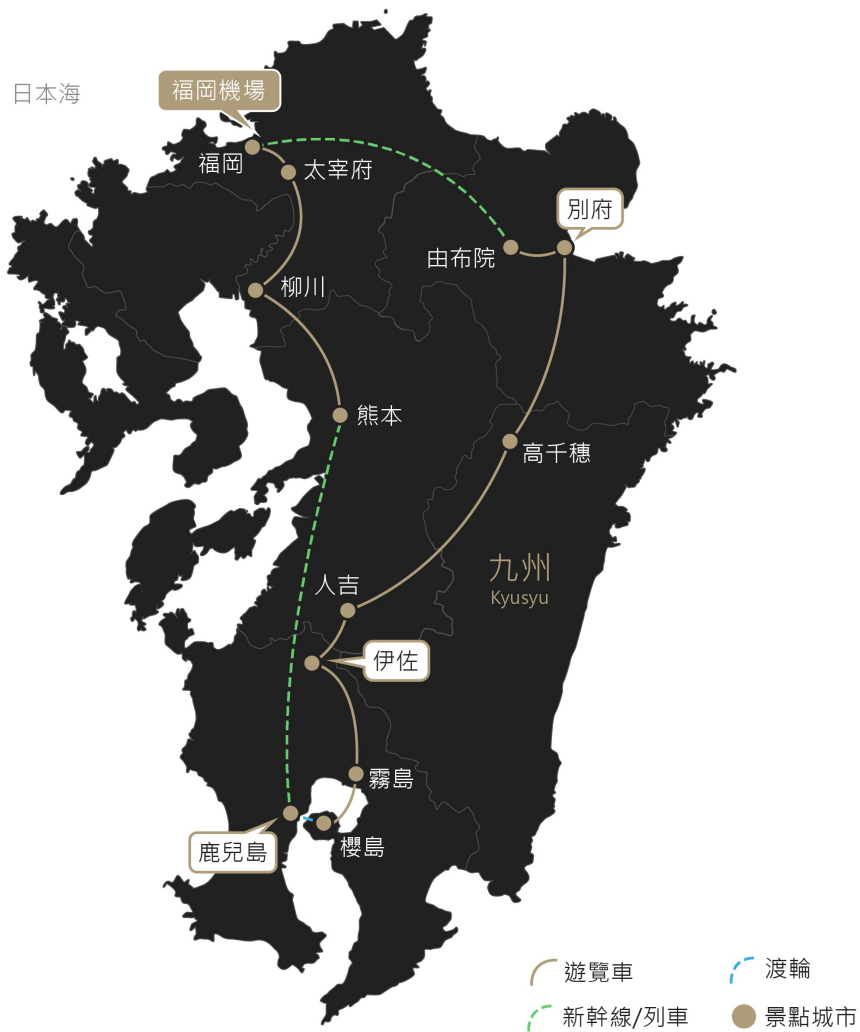 日本海
福岡機場
福岡
太宰府
別府
由布院
柳川
熊本
高千穗
九州
Kyusyu
人吉
伊佐
霧島
鹿兒島
櫻島
遊覽車
渡輪
新幹線/列車
景點城市